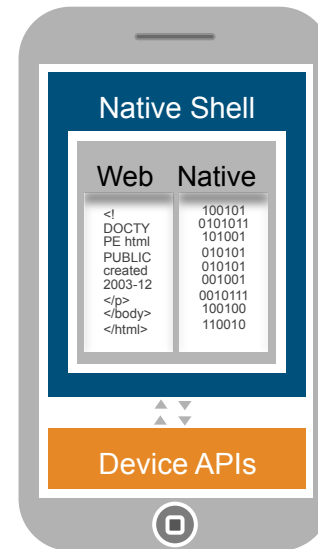 Native Shell
Web Native
<!
DOCTY
PE html
PUBLIC
created
2003-12
</p>
</body>
</html>
100101
0101011
101001
010101
010101
001001
0010111
100100
110010
Device APIs